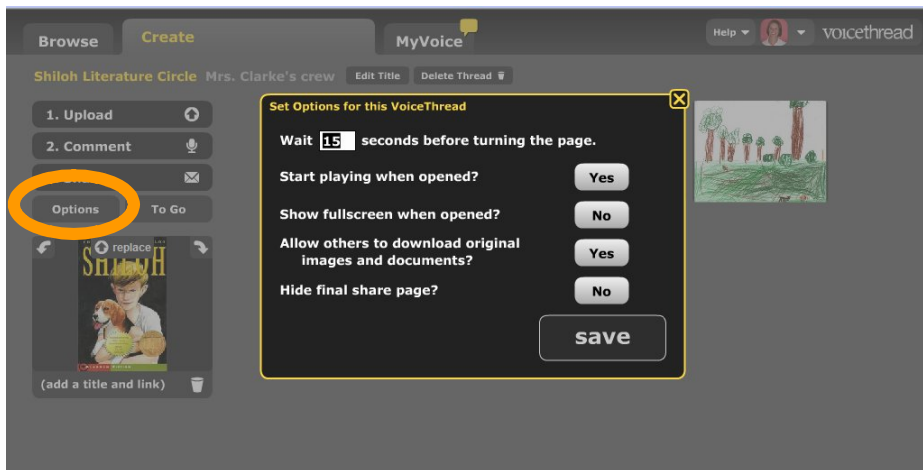 Browse
Create
MyVoice
Help
voicethread
Shiloh Literature Circle Mrs. Clarke's crew Edit Title Delete Thread
1. Upload
2. Comment
Options
To Go
replace
SHILOH
(add a title and link)
Set Options for this VoiceThread
Wait 15 seconds before turning the page.
Start playing when opened? Yes
Show fullscreen when opened? No
Allow others to download original
images and documents? Yes
Hide final share page? No
save